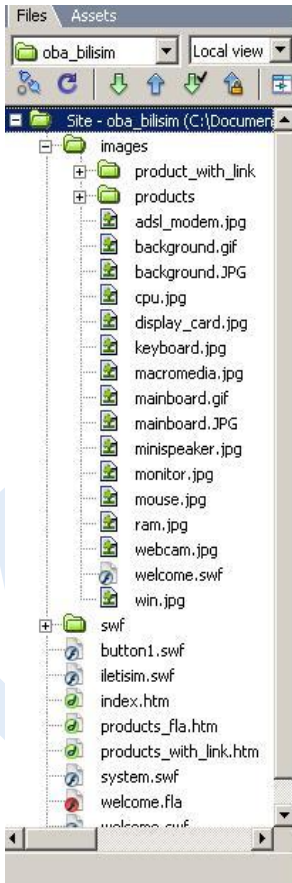 Files Assets
oba_bilisim Local view
Site - oba_bilisim (C:\Documen
images
product_with_link
products
adsl_modem.jpg
background.gif
background.JPG
cpu.jpg
display_card.jpg
keyboard.jpg
macromedia.jpg
mainboard.gif
mainboard.JPG
minispeaker.jpg
monitor.jpg
mouse.jpg
ram.jpg
webcam.jpg
welcome.swf
win.jpg
swf
button1.swf
iletisim.swf
index.htm
products_fla.htm
products_with_link.htm
system.swf
welcome.fla
welcome.swf